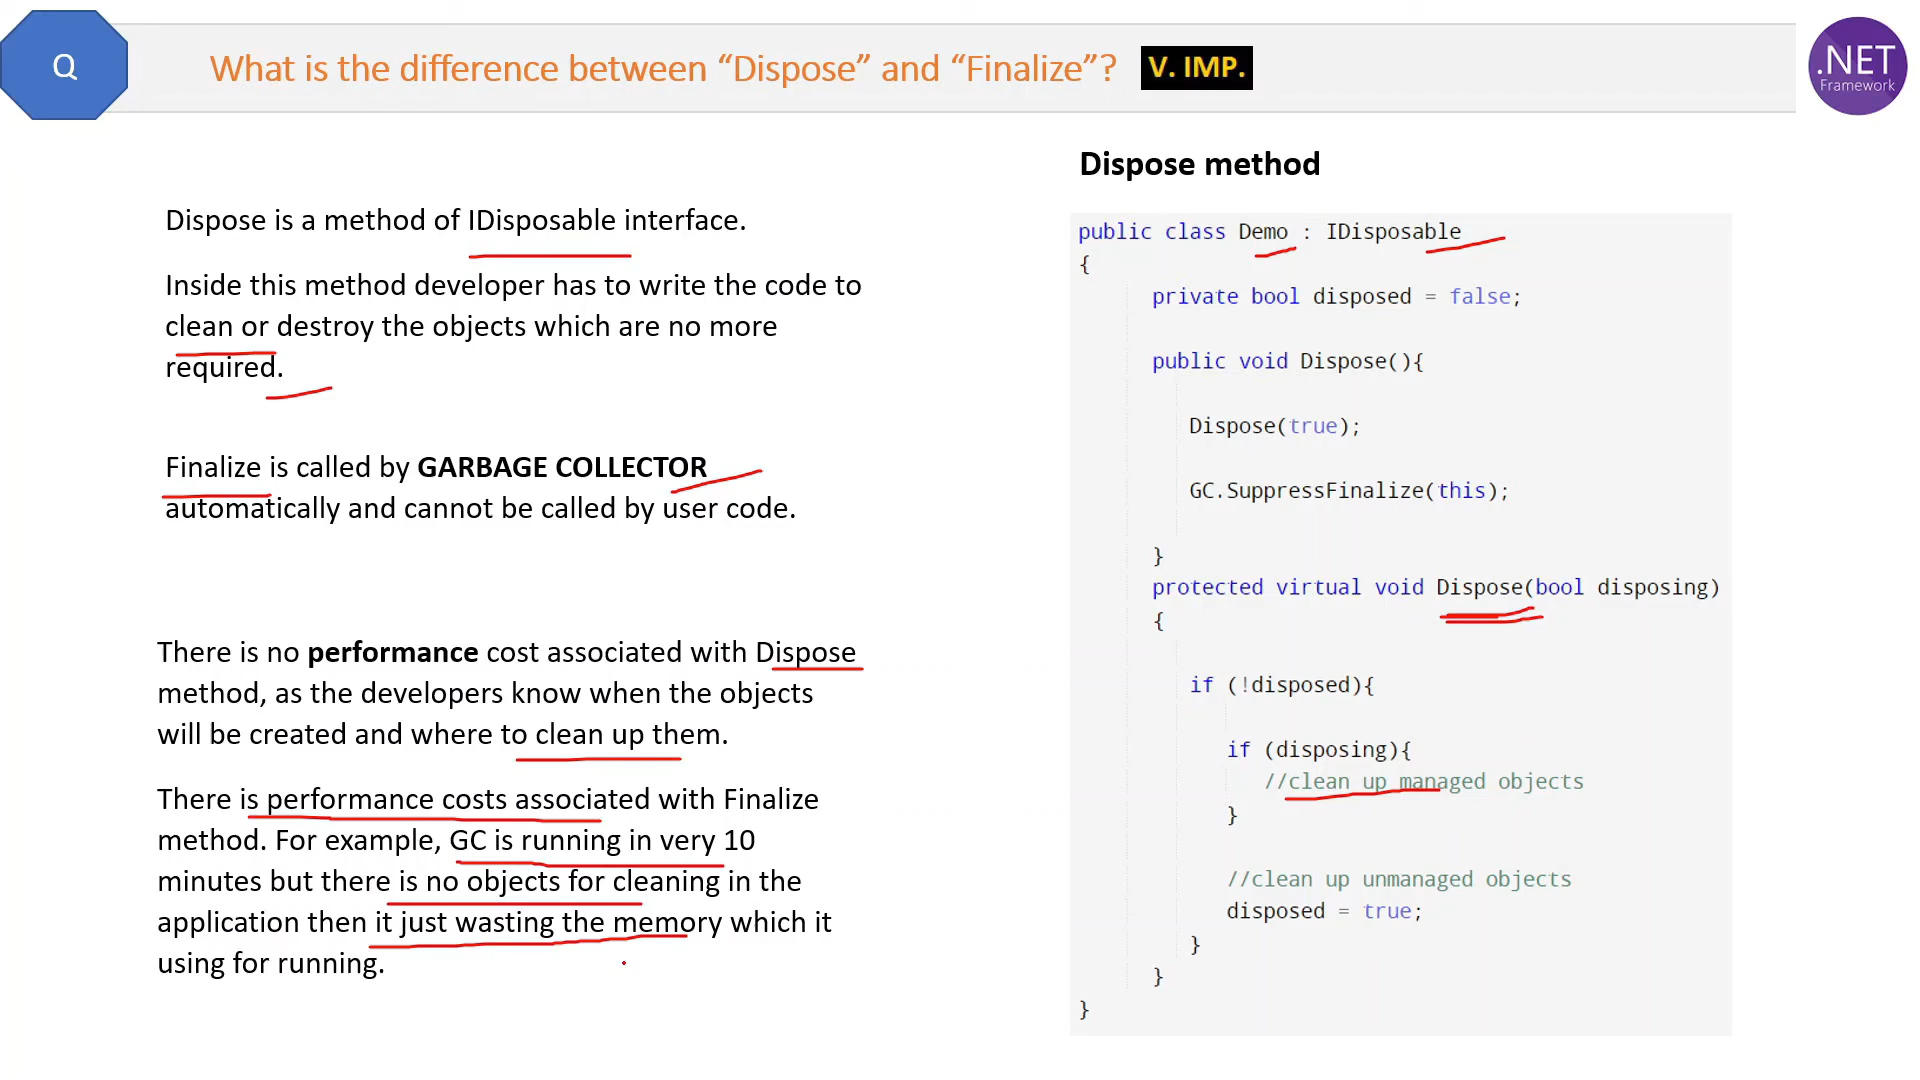 Q
What is the difference between “Dispose” and “Finalize”?
V. IMP.
.NET
Framework
Dispose is a method of IDisposable interface.
Inside this method developer has to write the code to
clean or destroy the objects which are no more
required.
Finalize is called by GARBAGE COLLECTOR
automatically and cannot be called by user code.
There is no performance cost associated with Dispose
method, as the developers know when the objects
will be created and where to clean up them.
There is performance costs associated with Finalize
method. For example, GC is running in very 10
minutes but there is no objects for cleaning in the
application then it just wasting the memory which it
using for running.
Dispose method
public class Demo : IDisposable
{
private bool disposed = false;
public void Dispose(){
Dispose(true);
GC.SuppressFinalize(this);
}
protected virtual void Dispose(bool disposing)
{
if (!disposed){
if (disposing){
//clean up managed objects
}
//clean up unmanaged objects
disposed = true;
}
}
}